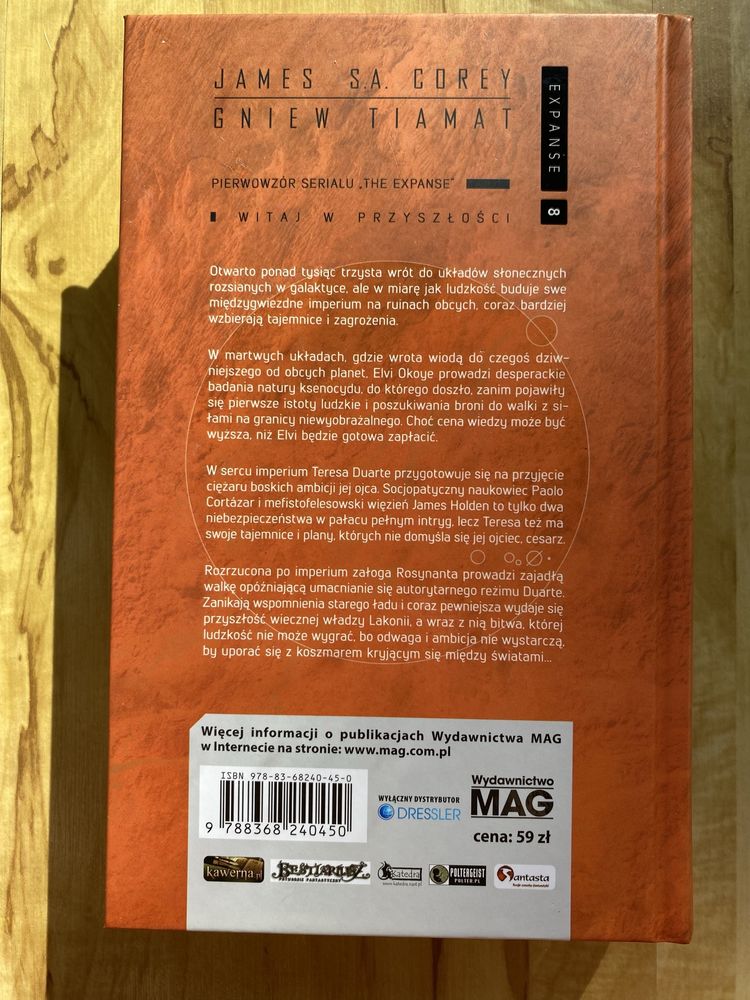 JAMES S.A. COREY
GNIEW TIAMAT
EXPANSE
8
PIERWOWZÓR SERIALU „THE EXPANSE”
WITAJ W PRZYSZŁOŚCI
Otwarto ponad tysiąc trzysta wrót do układów słonecznych
rozsianych w galaktyce, ale w miarę jak ludzkość buduje swe
międzygwiezdne imperium na ruinach obcych, coraz bardziej
wzbierają tajemnice i zagrożenia.
W martwych układach, gdzie wrota wiodą do czegoś dziw-
niejszego od obcych planet, Elvi Okoye prowadzi desperackie
badania natury ksenocydu, do którego doszło, zanim pojawiły
się pierwsze istoty ludzkie i poszukiwania broni do walki z si-
łami na granicy niewyobrażalnego. Choć cena wiedzy może być
wyższa, niż Elvi będzie gotowa zapłacić.
W sercu imperium Teresa Duarte przygotowuje się na przyjęcie
ciężaru boskich ambicji jej ojca. Socjopatyczny naukowiec Paolo
Cortázar i mefistofelesowski więzień James Holden to tylko dwa
niebezpieczeństwa w pałacu pełnym intryg, lecz Teresa też ma
swoje tajemnice i plany, których nie domyśla się jej ojciec, cesarz.
Rozrzucona po imperium załoga Rosynanta prowadzi zajadłą
walkę opóźniającą umacnianie się autorytarnego reżimu Duarte.
Zanikają wspomnienia starego ładu i coraz pewniejsza wydaje się
przyszłość wiecznej władzy Lakonii, a wraz z nią bitwa, której
ludzkość nie może wygrać, bo odwaga i ambicja nie wystarczą,
by uporać się z koszmarem kryjącym się między światami...
Więcej informacji o publikacjach Wydawnictwa MAG
w Internecie na stronie: www.mag.com.pl
ISBN 978-83-68240-45-0
9 788368 240450
WYŁĄCZNY DYSTRYBUTOR
DRESSLER
Wydawnictwo
MAG
cena: 59 zł
kawerna.pl
BESTIARIUSZ
Katedra
www.katedra.nast.pl
POLTERGEIST
POLTER.PL
fantasta